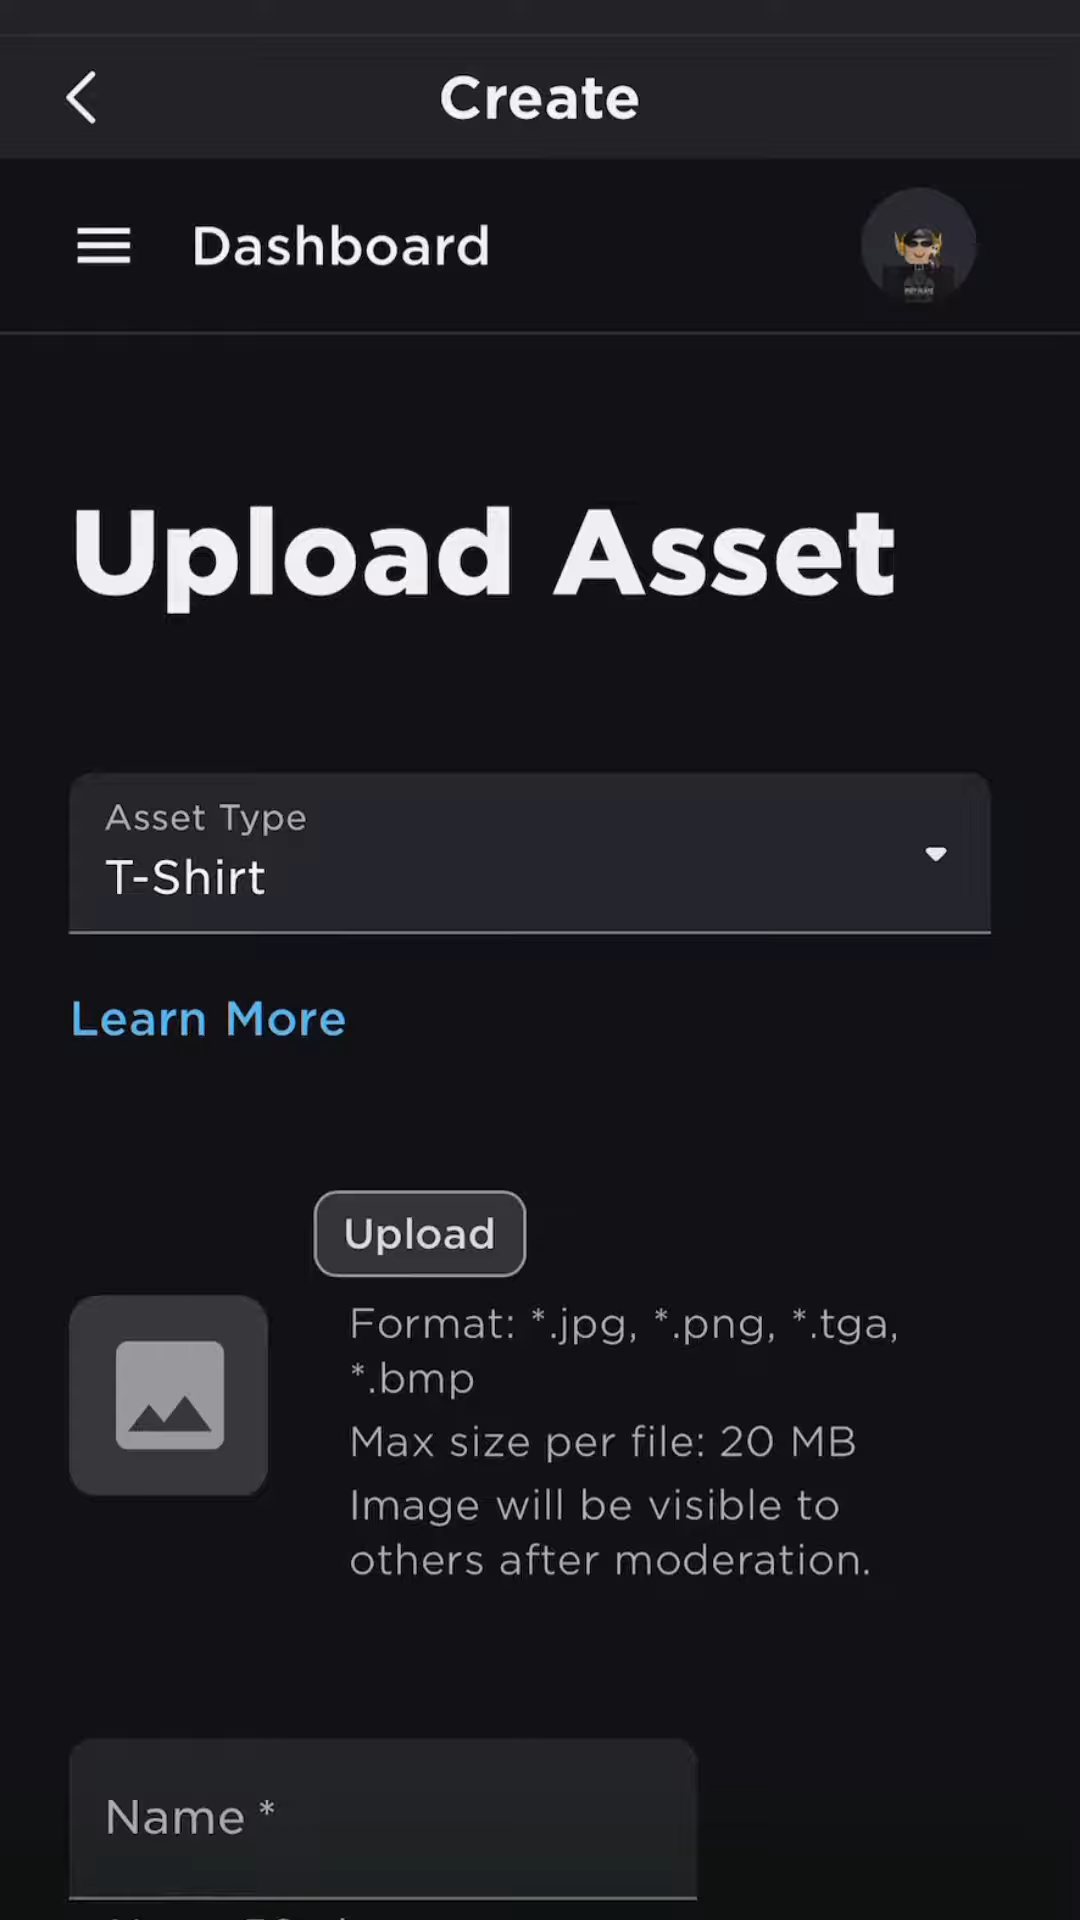 Create
Dashboard
Upload Asset
Asset Type
T-Shirt
Learn More
Upload
Format: *.jpg, *.png, *.tga,
*.bmp
Max size per file: 20 MB
Image will be visible to
others after moderation.
Name *